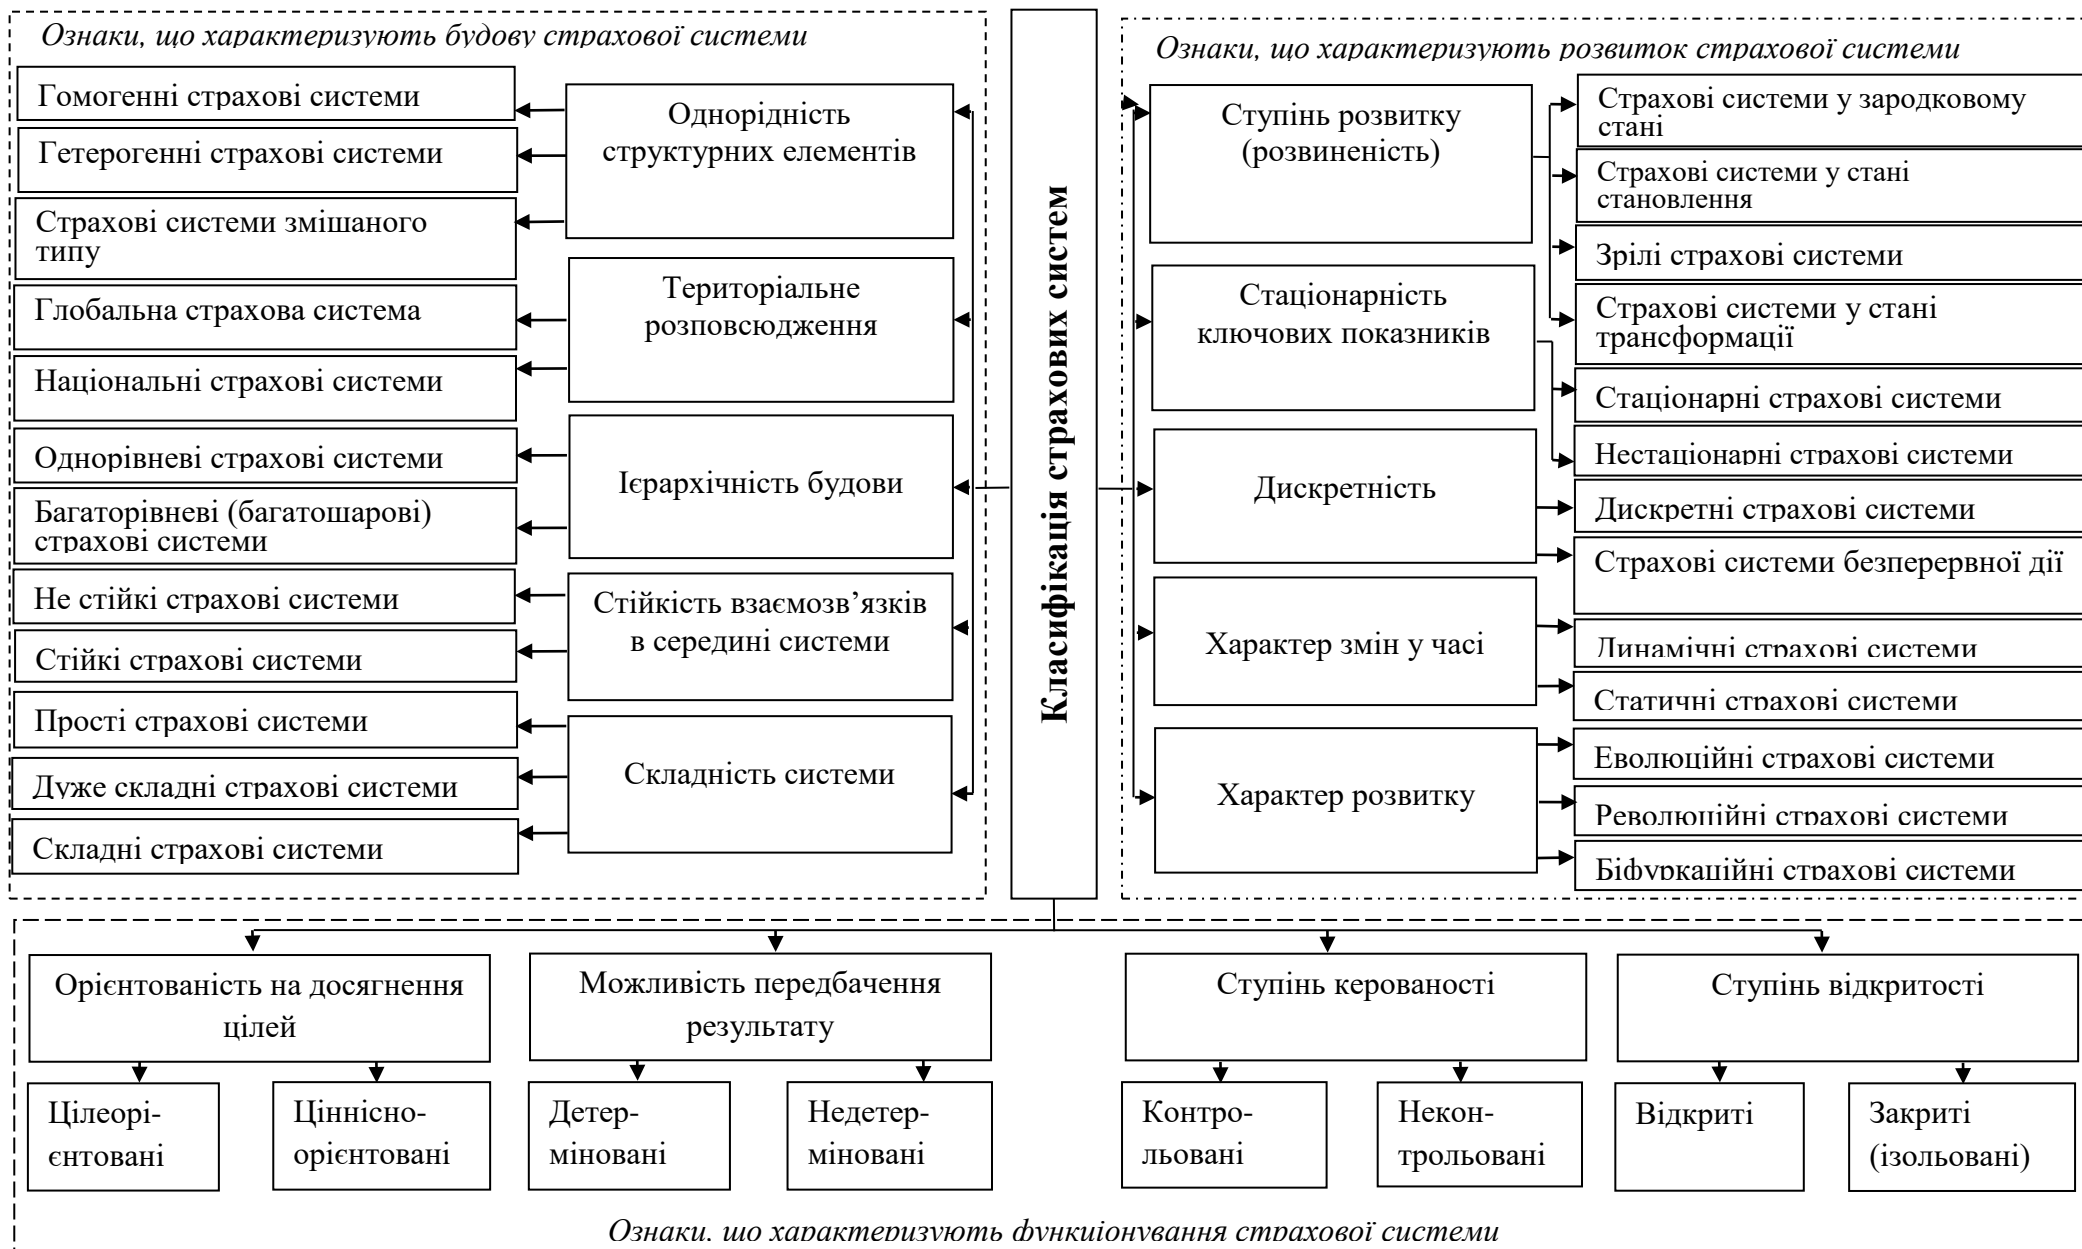 Ознаки, що характеризують будову страхової системи
Гомогенні страхові системи
Гетерогенні страхові системи
Страхові системи змішаного
типу
Глобальна страхова система
Національні страхові системи
Однорівневі страхові системи
Багаторівневі (багатошарові)
страхові системи
Не стійкі страхові системи
Стійкі страхові системи
Прості страхові системи
Дуже складні страхові системи
Складні страхові системи
Однорідність
структурних елементів
Територіальне
розповсюдження
Ієрархічність будови
Стійкість взаємозв’язків
в середині системи
Складність системи
Класифікація страхових систем
Ознаки, що характеризують розвиток страхової системи
Ступінь розвитку
(розвиненість)
Стаціонарність
ключових показників
Дискретність
Характер змін у часі
Характер розвитку
Страхові системи у зародковому
стані
Страхові системи у стані
становлення
Зрілі страхові системи
Страхові системи у стані
трансформації
Стаціонарні страхові системи
Нестаціонарні страхові системи
Дискретні страхові системи
Страхові системи безперервної дії
Динамічні страхові системи
Статичні страхові системи
Еволюційні страхові системи
Революційні страхові системи
Біфуркаційні страхові системи
Орієнтованість на досягнення
цілей
Можливість передбачення
результату
Ступінь керованості
Ступінь відкритості
Цілеорі-
єнтовані
Ціннісно-
орієнтовані
Детер-
міновані
Недетер-
міновані
Контро-
льовані
Некон-
трольовані
Відкриті
Закриті
(ізольовані)
Ознаки, що характеризують функціонування страхової системи